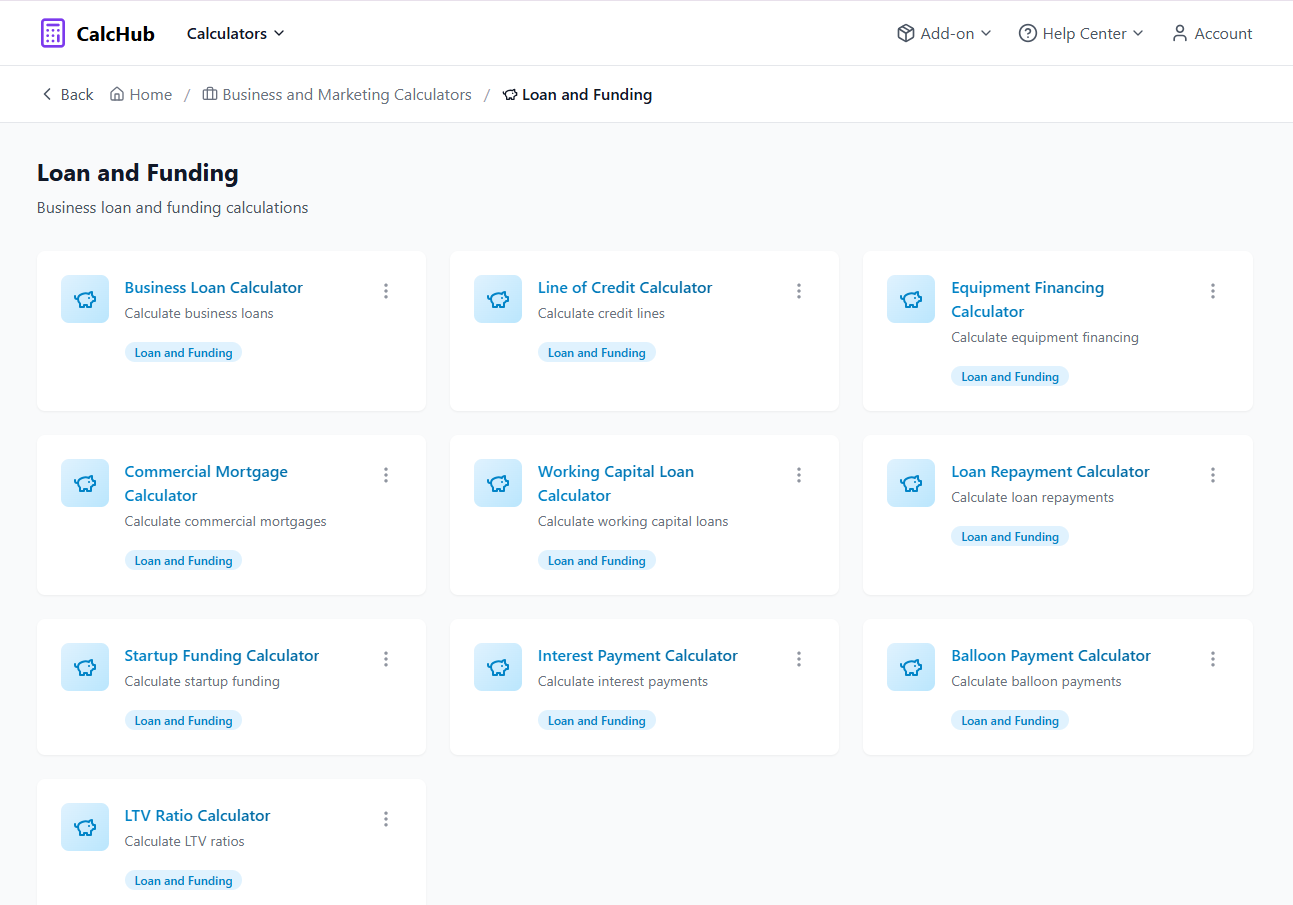 CalcHub Calculators Add-on Help Center Account
Back Home / Business and Marketing Calculators / Loan and Funding
Loan and Funding
Business loan and funding calculations
Business Loan Calculator
Calculate business loans
Loan and Funding
Line of Credit Calculator
Calculate credit lines
Loan and Funding
Equipment Financing
Calculator
Calculate equipment financing
Loan and Funding
Commercial Mortgage
Calculator
Calculate commercial mortgages
Loan and Funding
Working Capital Loan
Calculator
Calculate working capital loans
Loan and Funding
Loan Repayment Calculator
Calculate loan repayments
Loan and Funding
Startup Funding Calculator
Calculate startup funding
Loan and Funding
Interest Payment Calculator
Calculate interest payments
Loan and Funding
Balloon Payment Calculator
Calculate balloon payments
Loan and Funding
LTV Ratio Calculator
Calculate LTV ratios
Loan and Funding